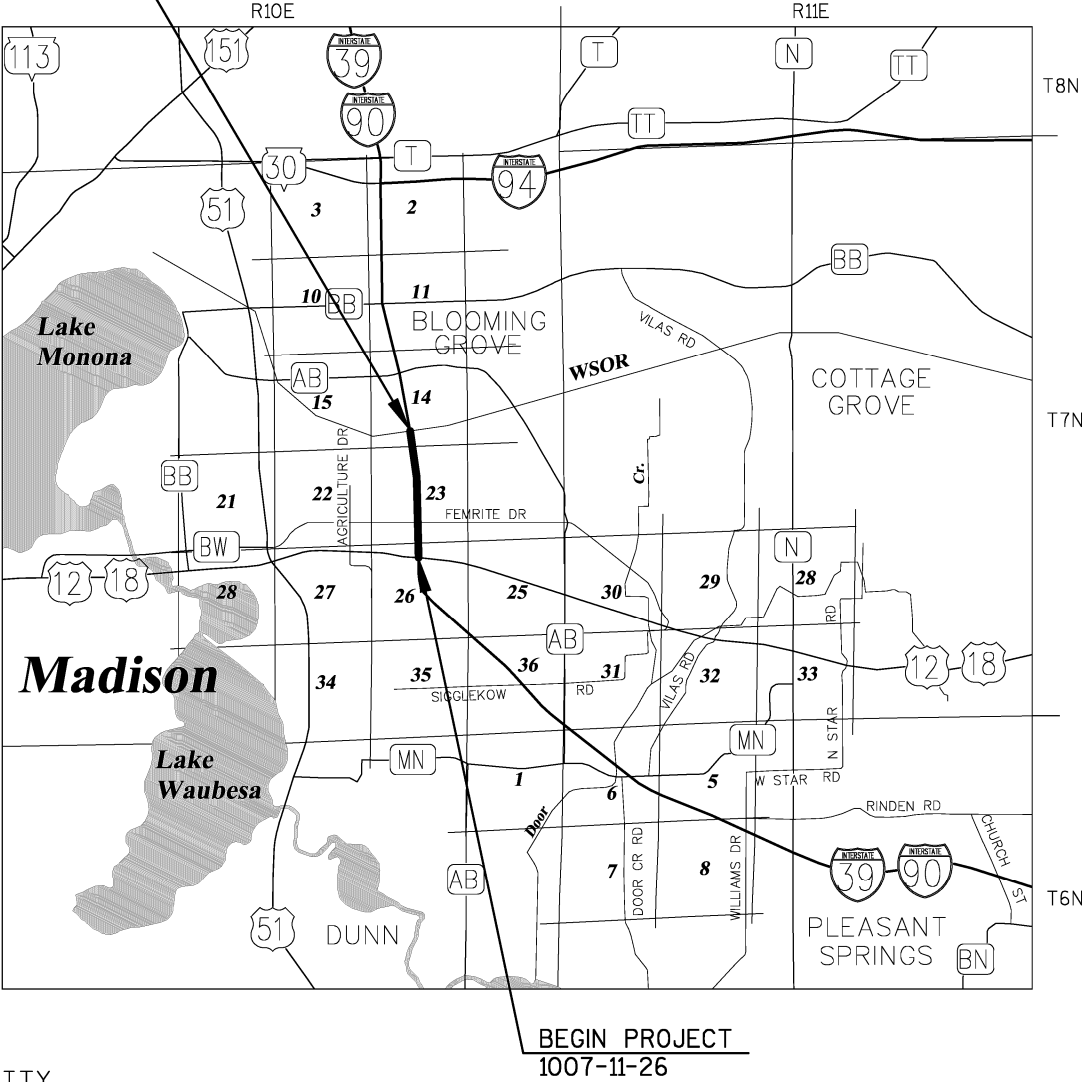 R10E
R11E
113
151
INTERSTATE
39
T
N
TT
T8N
INTERSTATE
90
TT
30
T
INTERSTATE
94
51
3
2
BB
10
BB
11
Lake
Monona
BLOOMING
GROVE
VILAS RD
WSOR
AB
15
14
COTTAGE
GROVE
T7N
AGRICULTURE DR
BB
21
22
23
Cr.
FEMRITE DR
BW
N
12
18
28
27
26
25
30
29
28
RD
AB
Madison
34
35
36
31
32
33
12
18
SIGGLEKOW
RD
VILAS RD
N STAR
MN
MN
Lake
Waubesa
1
6
5
W STAR
RD
RINDEN RD
Door
CHURCH
ST
DOOR CR RD
WILLIAMS DR
7
8
INTERSTATE
39
INTERSTATE
90
AB
T6N
51
DUNN
PLEASANT
SPRINGS
BN
BEGIN PROJECT
1007-11-26